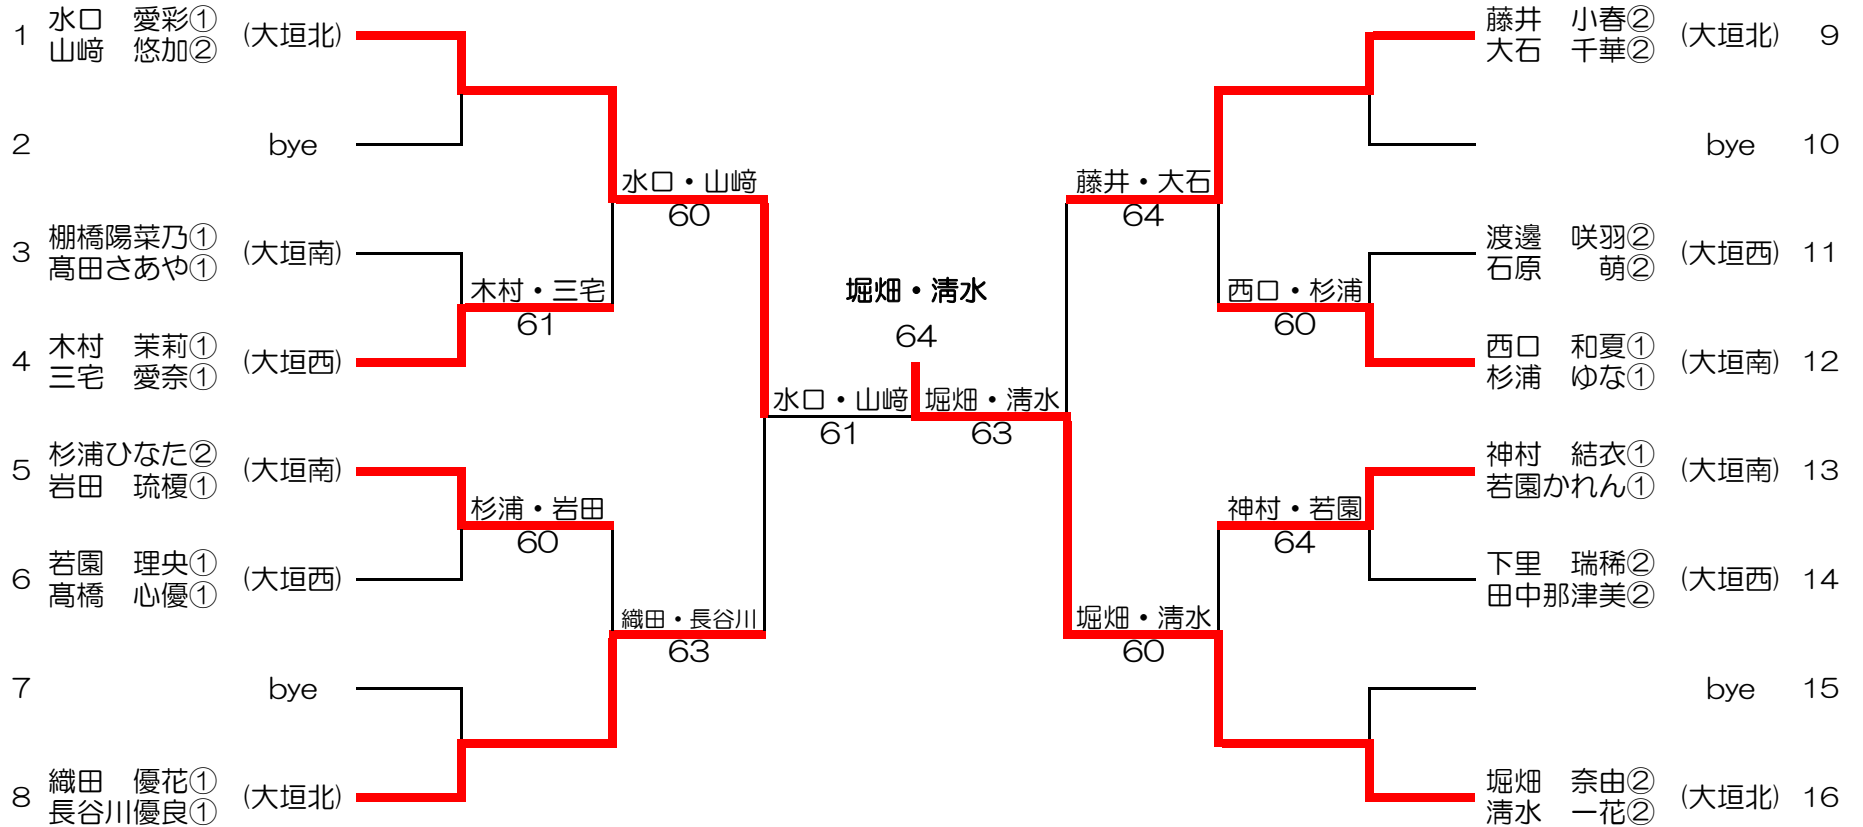 1 水口　愛彩① (大垣北)
山﨑　悠加②
2 bye
3 棚橋陽菜乃① (大垣南)
髙田さあや①
4 木村　茉莉① (大垣西)
三宅　愛奈①
5 杉浦ひなた② (大垣南)
岩田　琉榎①
6 若園　理央① (大垣西)
髙橋　心優①
7 bye
8 織田　優花① (大垣北)
長谷川優良①
木村・三宅
61
杉浦・岩田
60
水口・山﨑
60
織田・長谷川
63
水口・山﨑
61
堀畑・淸水
64
堀畑・淸水
63
藤井・大石
64
堀畑・淸水
60
西口・杉浦
60
神村・若園
64
藤井　小春② (大垣北) 9
大石　千華②
bye 10
渡邊　咲羽② (大垣西) 11
石原　　萌②
西口　和夏① (大垣南) 12
杉浦　ゆな①
神村　結衣① (大垣南) 13
若園かれん①
下里　瑞稀② (大垣西) 14
田中那津美②
bye 15
堀畑　奈由② (大垣北) 16
淸水　一花②